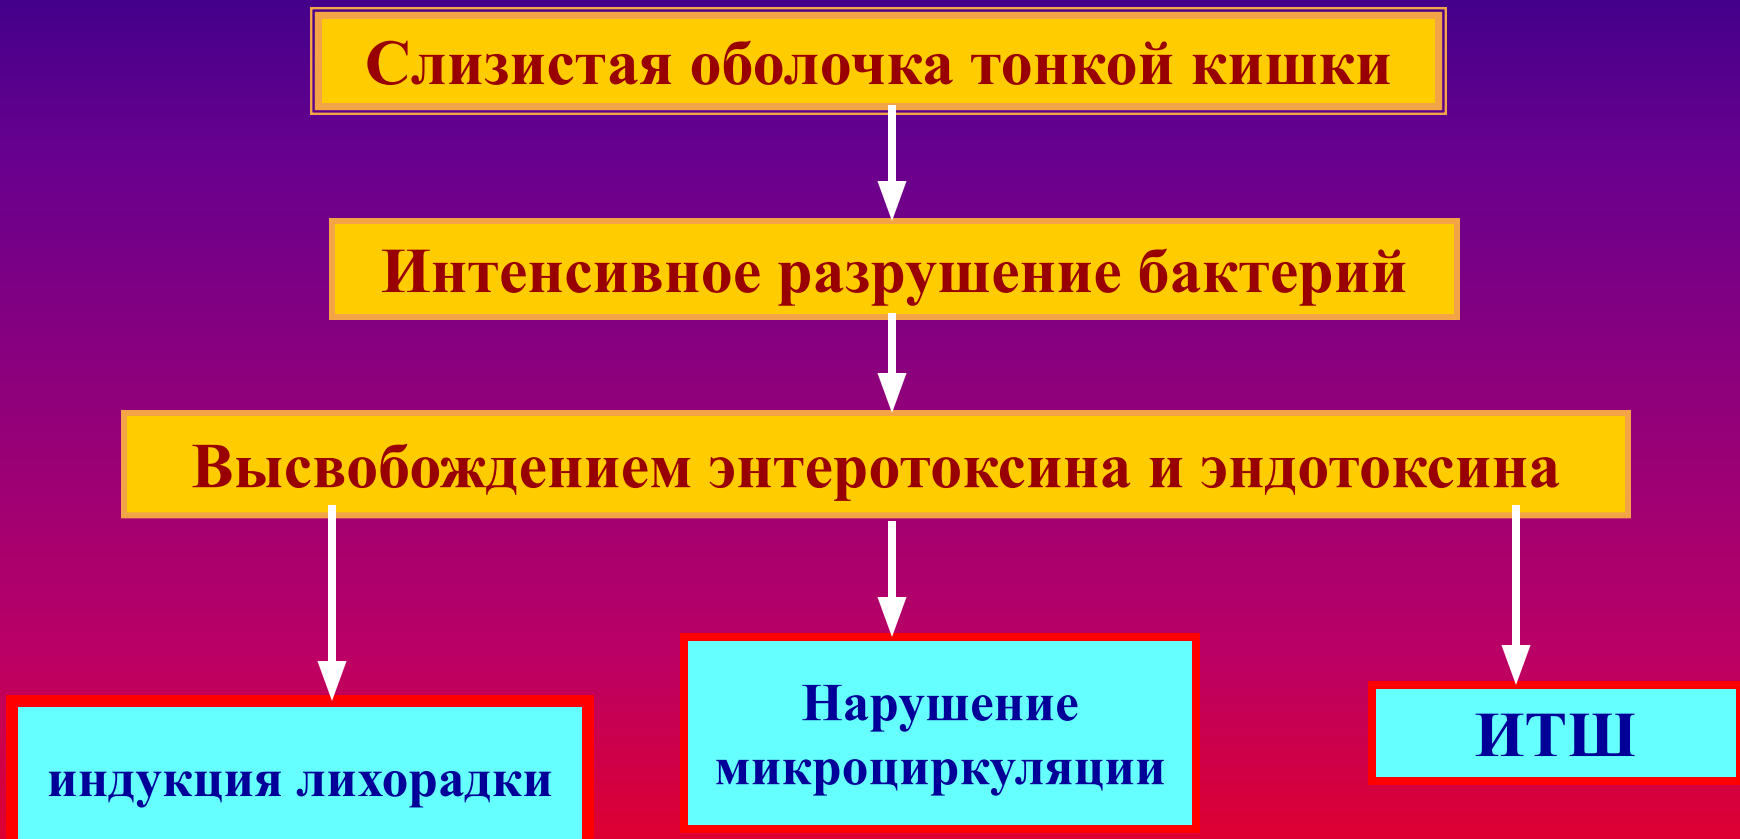 Слизистая оболочка тонкой кишки
Интенсивное разрушение бактерий
Высвобождением энтеротоксина и эндотоксина
индукция лихорадки
Нарушение
микроциркуляции
ИТШ